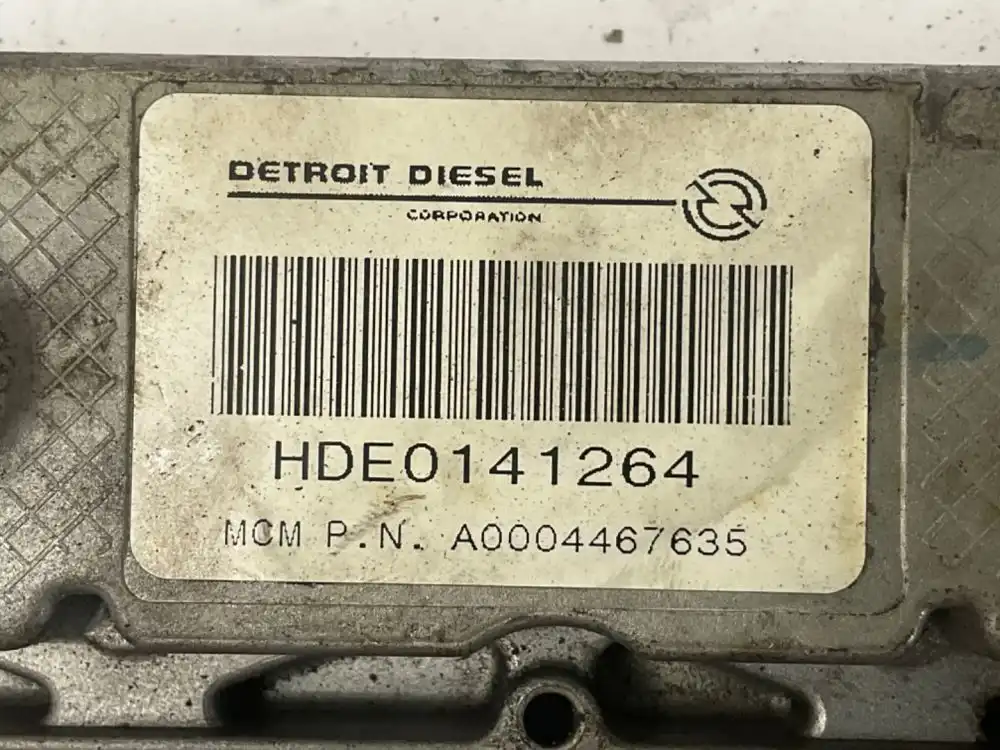 DETROIT DIESEL
CORPORATION
HDE0141264
MCM P.N. A0004467635